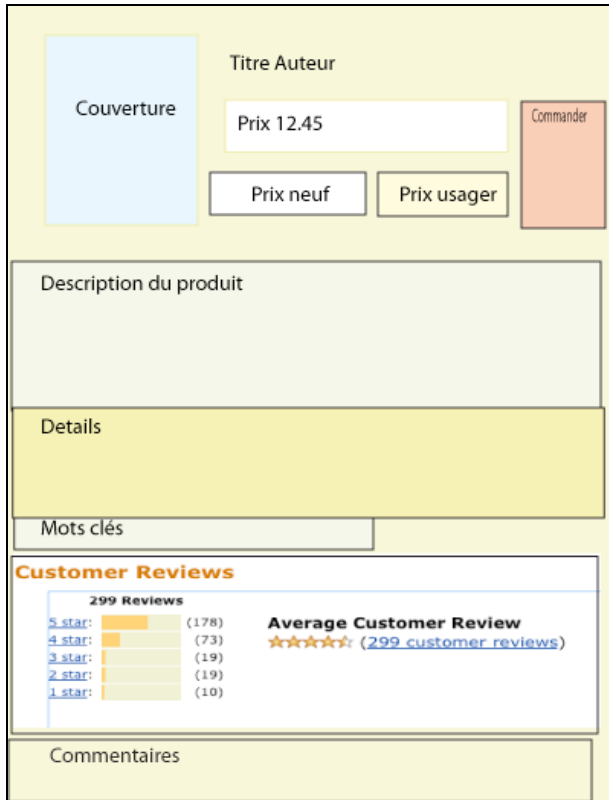 Titre Auteur
Couverture
Prix 12.45
Commander
Prix neuf
Prix usager
Description du produit
Details
Mots clés
Customer Reviews
299 Reviews
5 star: (178)
4 star: (73)
3 star: (19)
2 star: (19)
1 star: (10)
Average Customer Review
(299 customer reviews)
Commentaires